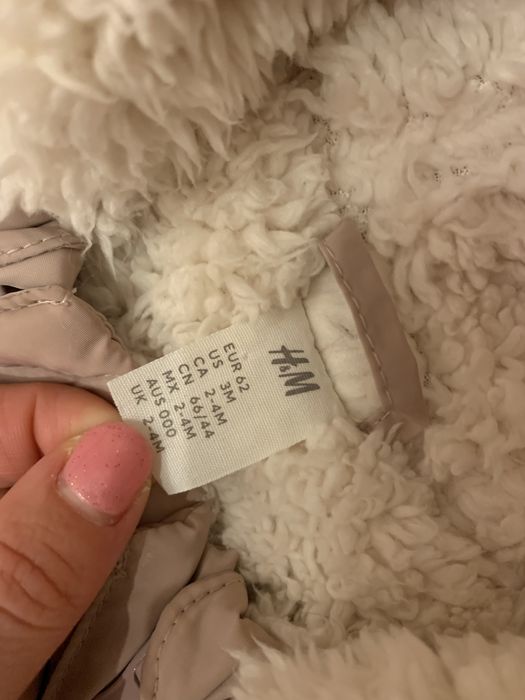 H&M
EUR 62
US 3M
CA 2-4M
CN 66/44
MX 2-4M
AUS 000
UK 2-4M